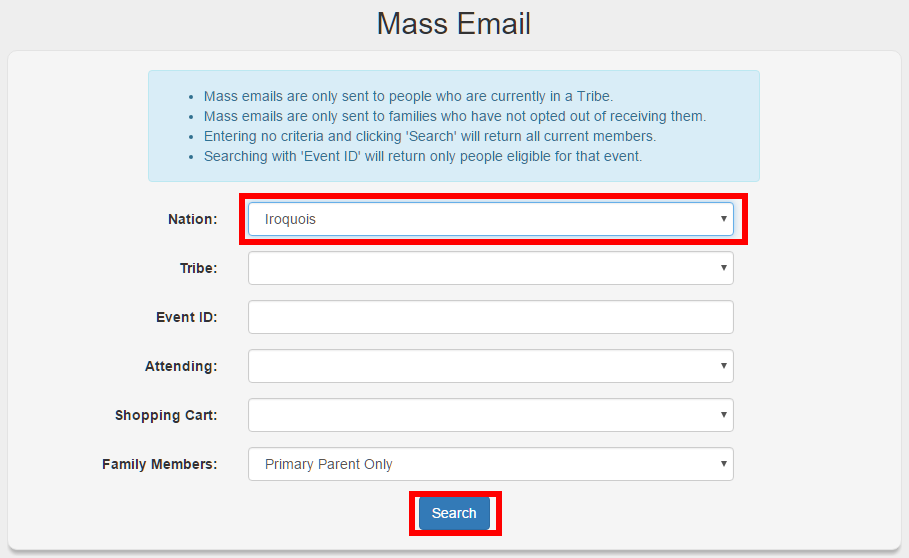 Mass Email
Mass emails are only sent to people who are currently in a Tribe.
Mass emails are only sent to families who have not opted out of receiving them.
Entering no criteria and clicking 'Search' will return all current members.
Searching with 'Event ID' will return only people eligible for that event.
Nation: Iroquois
Tribe:
Event ID:
Attending:
Shopping Cart:
Family Members: Primary Parent Only
Search